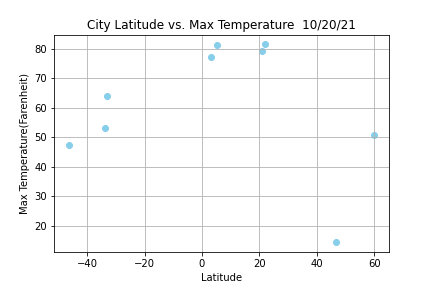 City Latitude vs. Max Temperature  10/20/21
80
70
60
50
40
30
20
Max Temperature(Farenheit)
−40 −20 0 20 40 60
Latitude